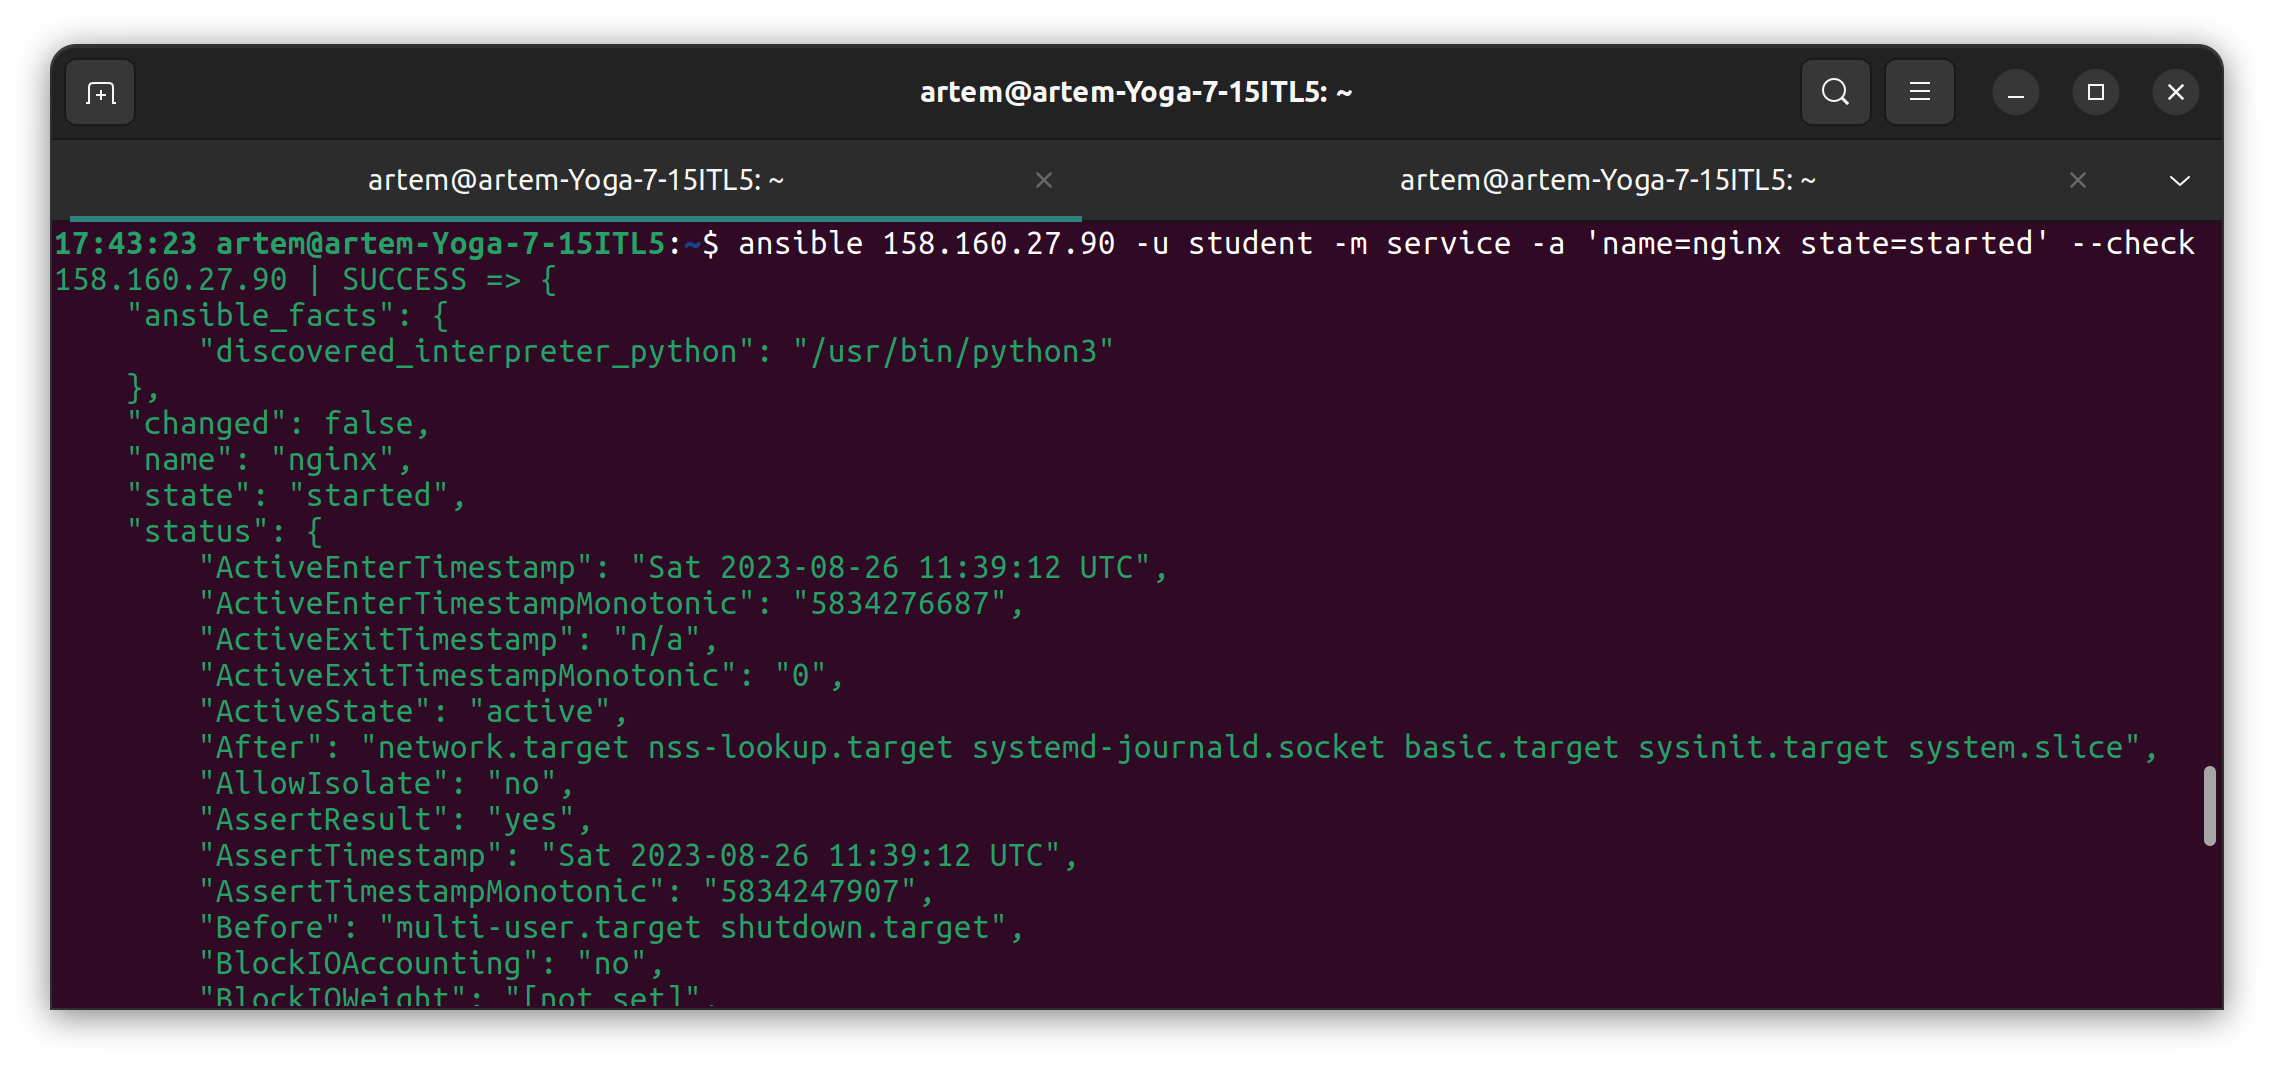 artem@artem-Yoga-7-15ITL5: ~
artem@artem-Yoga-7-15ITL5: ~
artem@artem-Yoga-7-15ITL5: ~
17:43:23 artem@artem-Yoga-7-15ITL5:~$ ansible 158.160.27.90 -u student -m service -a 'name=nginx state=started' --check
158.160.27.90 | SUCCESS => {
    "ansible_facts": {
        "discovered_interpreter_python": "/usr/bin/python3"
    },
    "changed": false,
    "name": "nginx",
    "state": "started",
    "status": {
        "ActiveEnterTimestamp": "Sat 2023-08-26 11:39:12 UTC",
        "ActiveEnterTimestampMonotonic": "5834276687",
        "ActiveExitTimestamp": "n/a",
        "ActiveExitTimestampMonotonic": "0",
        "ActiveState": "active",
        "After": "network.target nss-lookup.target systemd-journald.socket basic.target sysinit.target system.slice",
        "AllowIsolate": "no",
        "AssertResult": "yes",
        "AssertTimestamp": "Sat 2023-08-26 11:39:12 UTC",
        "AssertTimestampMonotonic": "5834247907",
        "Before": "multi-user.target shutdown.target",
        "BlockIOAccounting": "no",
        "BlockIOWeight": "[not set]",